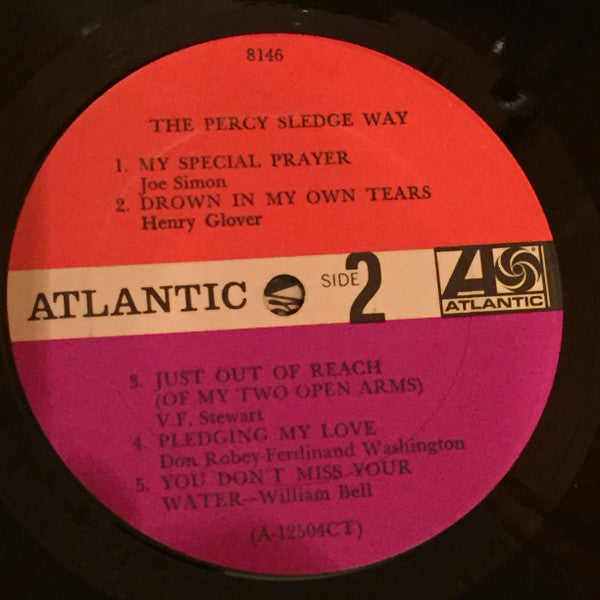 8146
THE PERCY SLEDGE WAY
1. MY SPECIAL PRAYER
Joe Simon
2. DROWN IN MY OWN TEARS
Henry Glover
ATLANTIC SIDE 2 ATLANTIC
3. JUST OUT OF REACH
(OF MY TWO OPEN ARMS)
V.F. Stewart
4. PLEDGING MY LOVE
Don Robey-Ferdinand Washington
5. YOU DON'T MISS YOUR
WATER—William Bell
(A-12504CT)